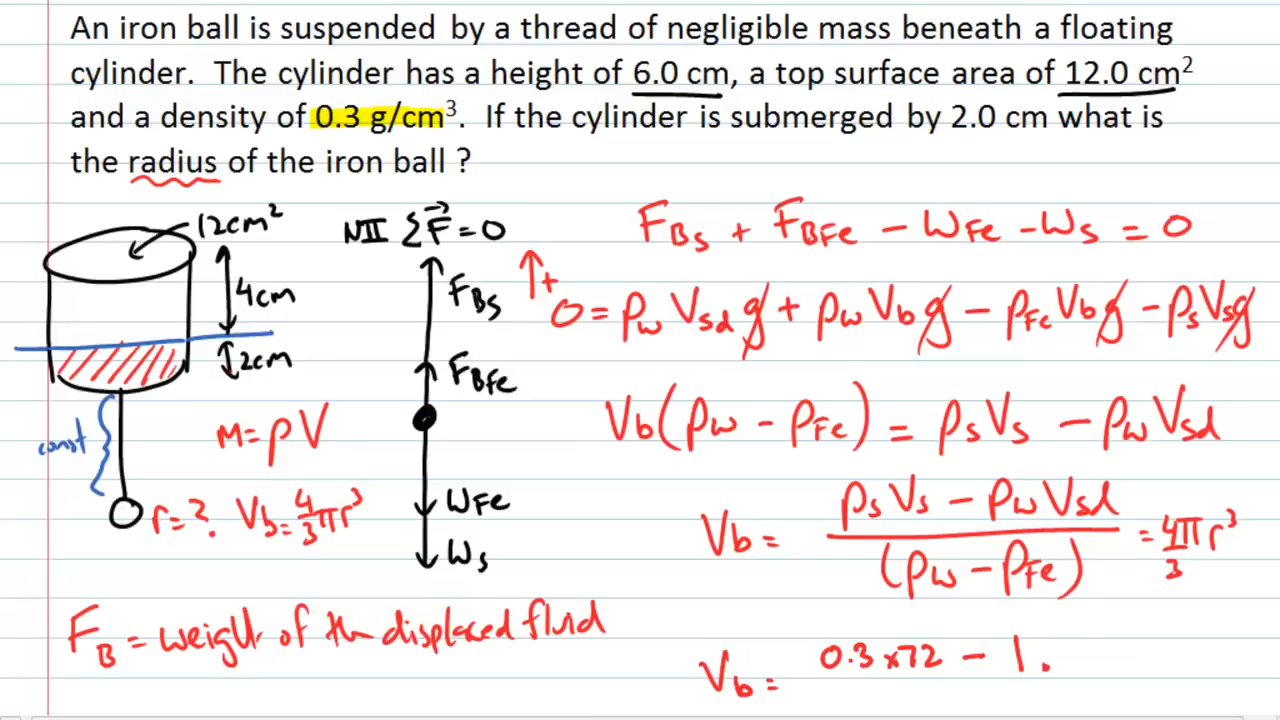 An iron ball is suspended by a thread of negligible mass beneath a floating
cylinder. The cylinder has a height of 6.0 cm, a top surface area of 12.0 cm²
and a density of 0.3 g/cm³. If the cylinder is submerged by 2.0 cm what is
the radius of the iron ball ?
12cm²
4cm
2cm
const
M = ρV
r = ? Vb = 4/3 πr³
NII ΣF⃗ = 0
F_Bs
F_BFe
W_Fe
W_s
F_B = weight of the displaced fluid
F_Bs + F_BFe - W_Fe - W_s = 0
+
0 = ρ_w V_sd g + ρ_w V_b g - ρ_Fe V_b g - ρ_s V_s g
V_b (ρ_w - ρ_Fe) = ρ_s V_s - ρ_w V_sd
V_b = (ρ_s V_s - ρ_w V_sd) / (ρ_w - ρ_Fe) = 4/3 π r³
V_b = 0.3 × 72 - 1.